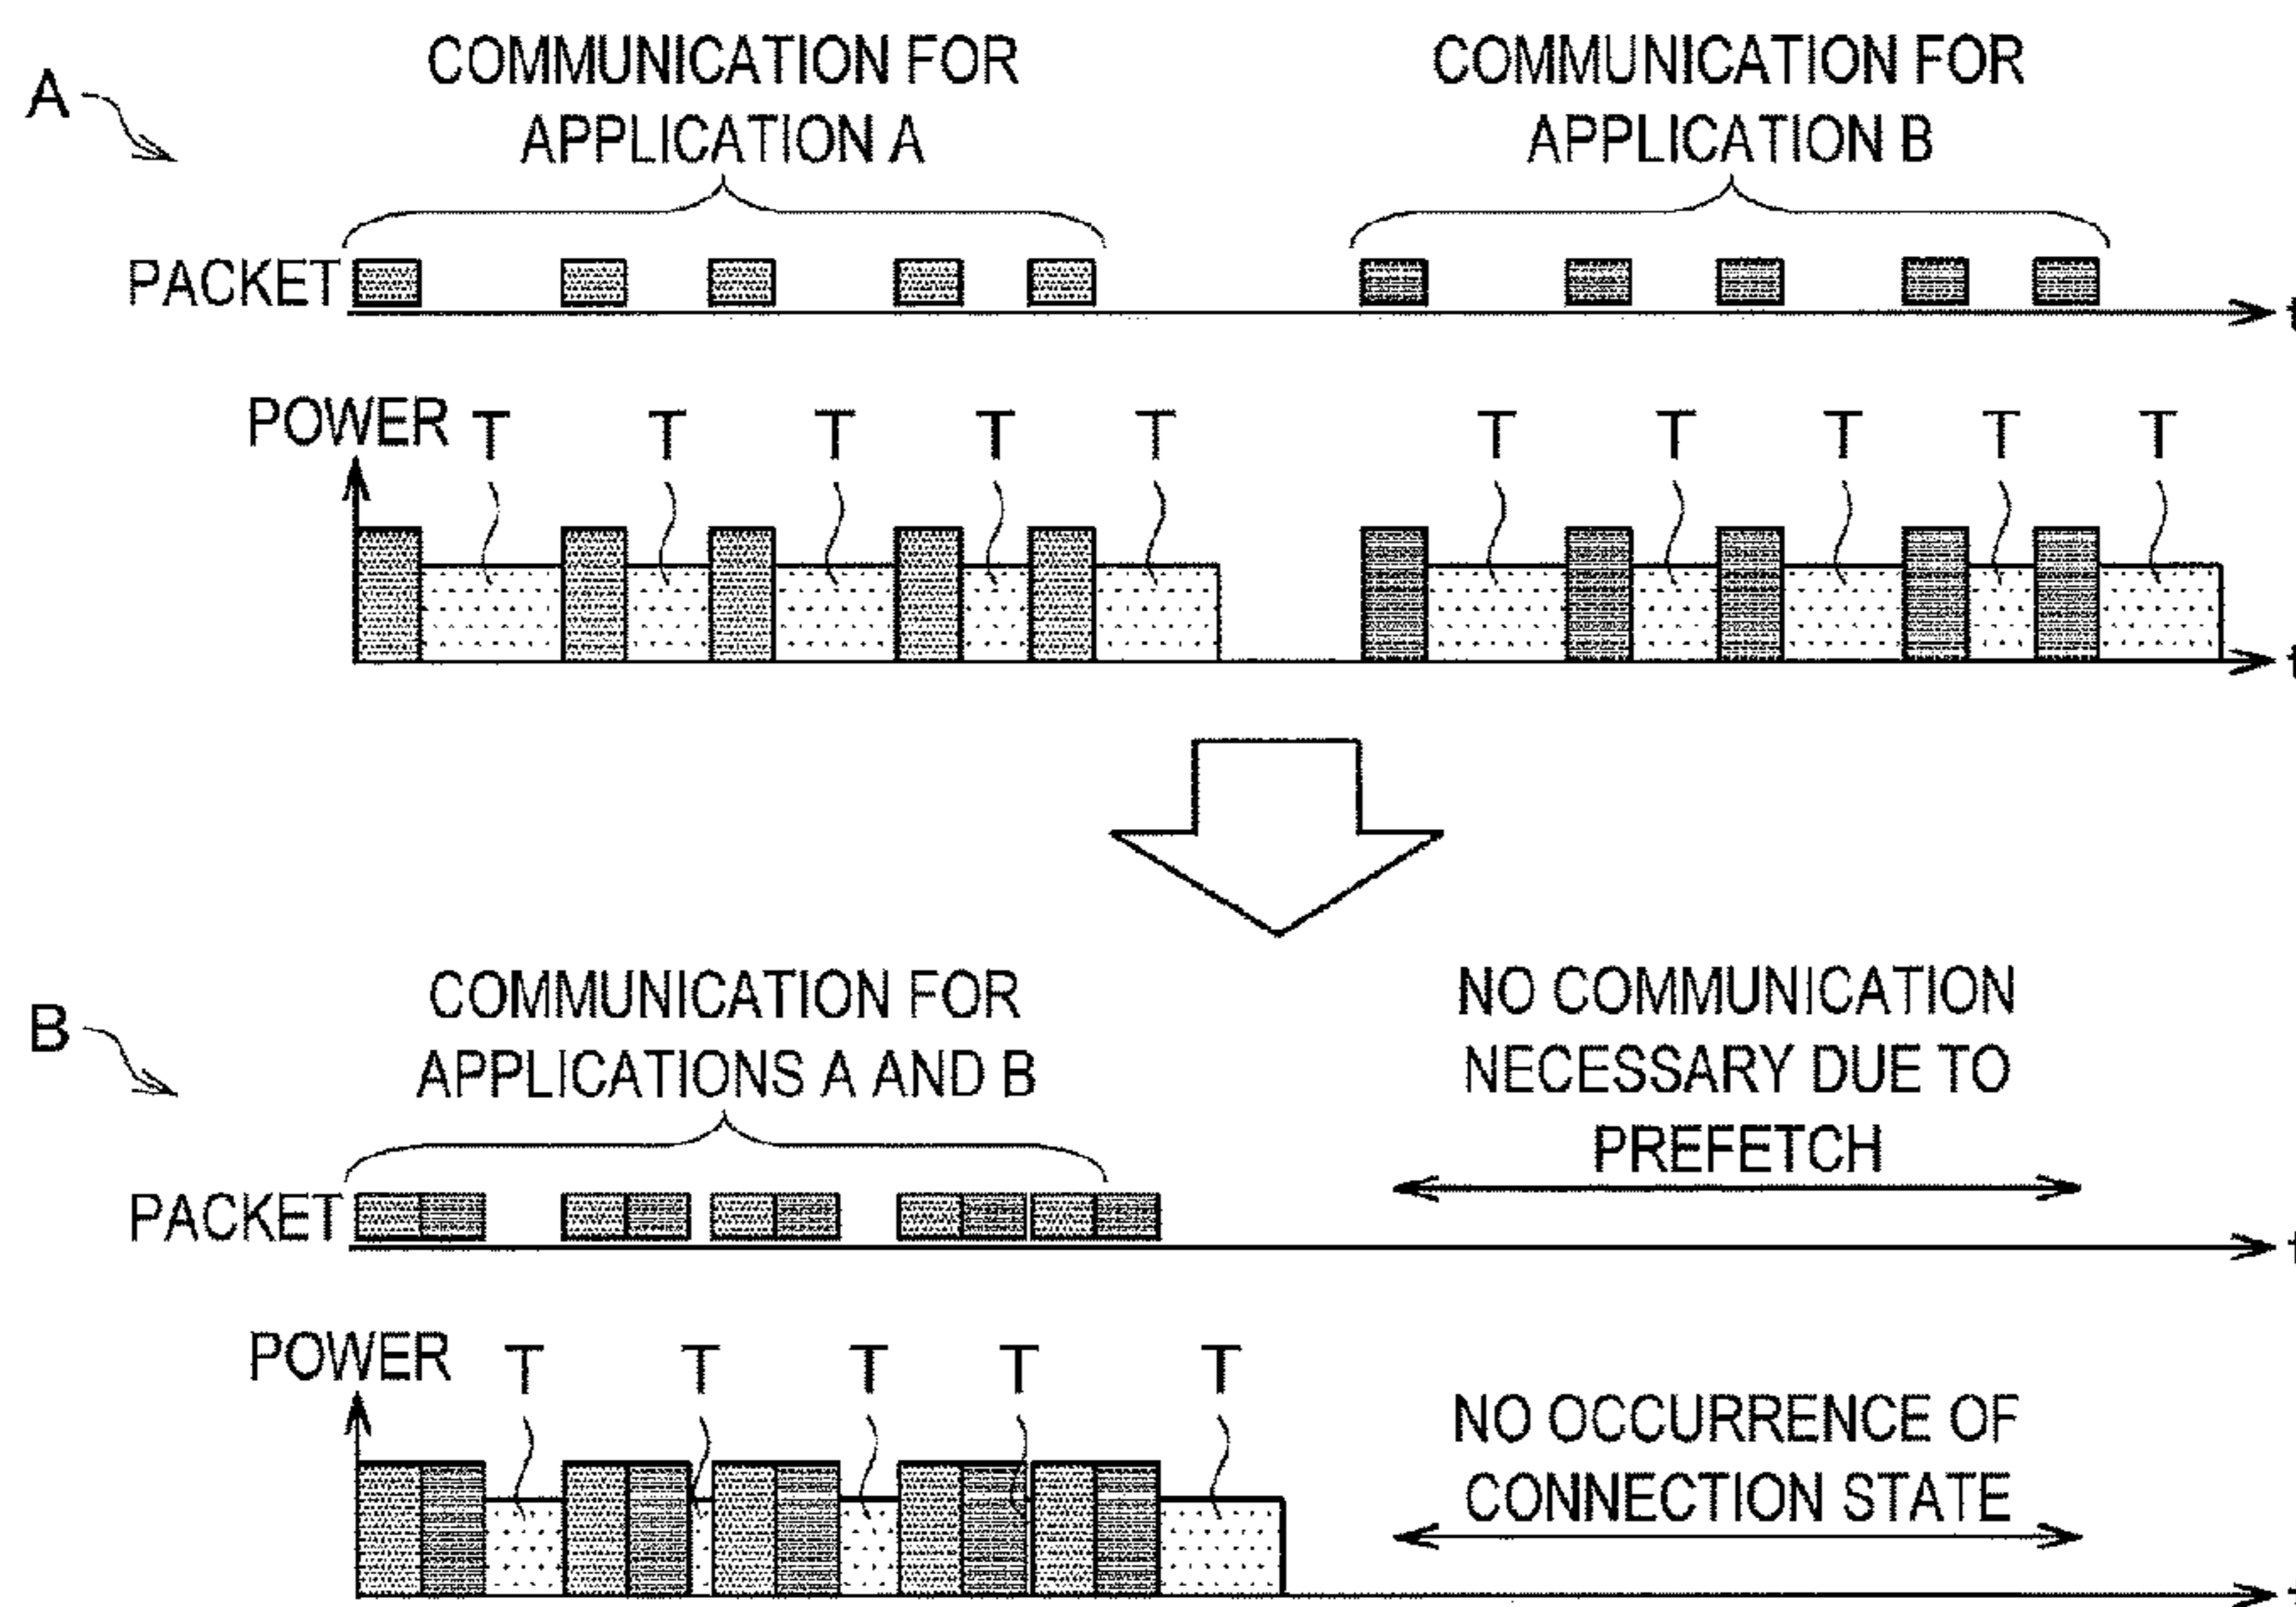 A
COMMUNICATION FOR
APPLICATION A
COMMUNICATION FOR
APPLICATION B
PACKET
t
POWER T T T T T T T T T T
t
B
COMMUNICATION FOR
APPLICATIONS A AND B
NO COMMUNICATION
NECESSARY DUE TO
PREFETCH
PACKET
t
POWER T T T T T
NO OCCURRENCE OF
CONNECTION STATE
t